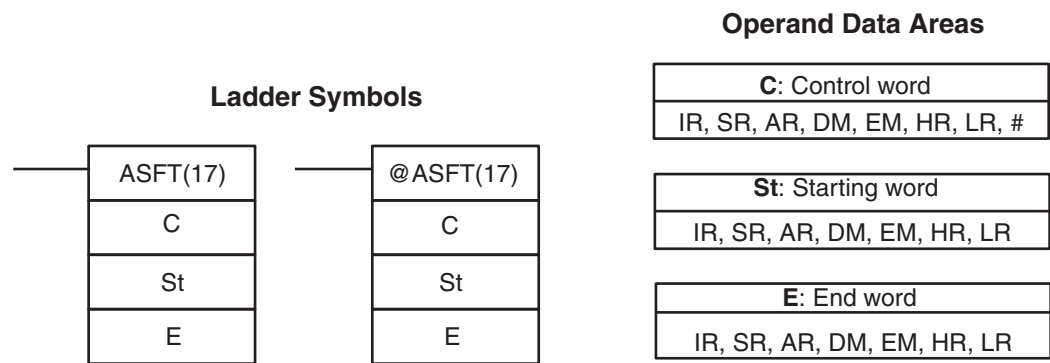 Ladder Symbols
ASFT(17)
C
St
E
@ASFT(17)
C
St
E
Operand Data Areas
C: Control word
IR, SR, AR, DM, EM, HR, LR, #
St: Starting word
IR, SR, AR, DM, EM, HR, LR
E: End word
IR, SR, AR, DM, EM, HR, LR